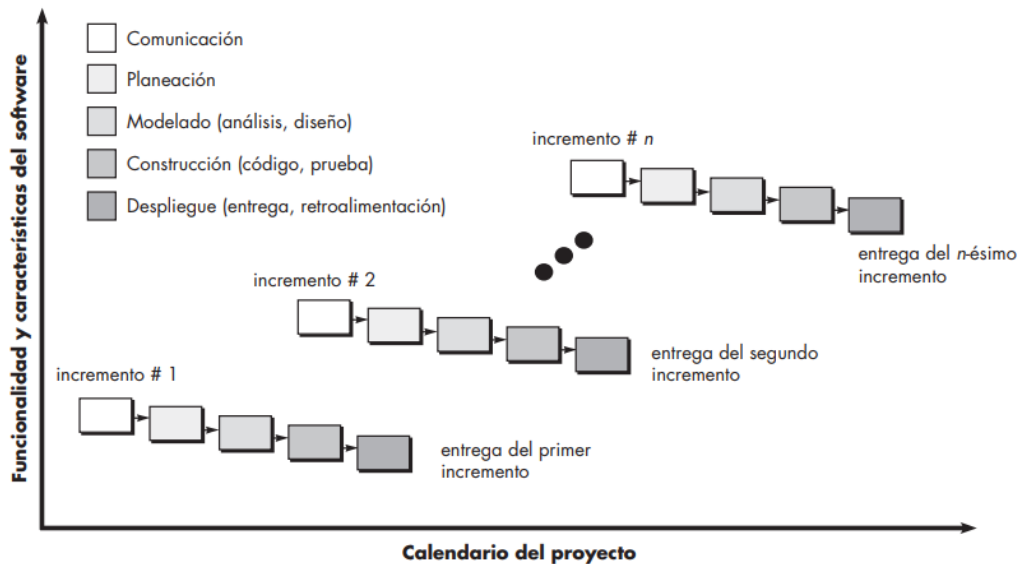 Funcionalidad y características del software
Comunicación
Planeación
Modelado (análisis, diseño)
Construcción (código, prueba)
Despliegue (entrega, retroalimentación)
incremento # n
entrega del n-ésimo
incremento
incremento # 2
entrega del segundo
incremento
incremento # 1
entrega del primer
incremento
Calendario del proyecto